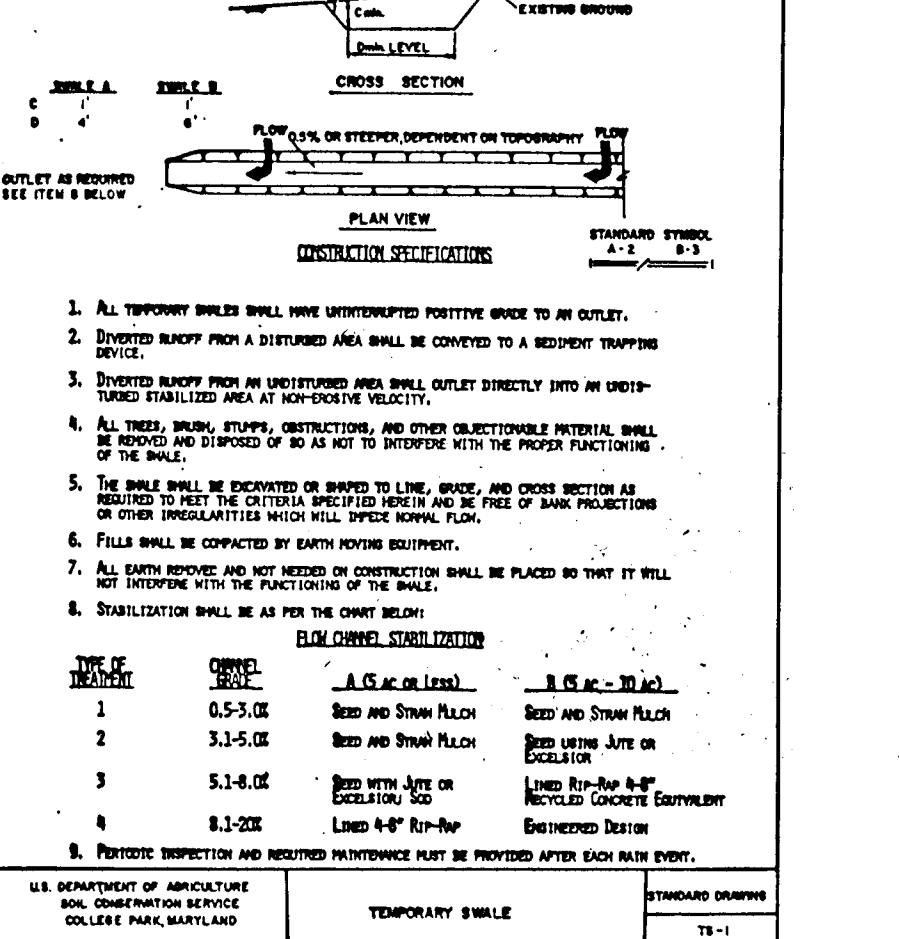 C min.
EXISTING GROUND
Dmin. LEVEL
CROSS SECTION
SWALE A SWALE B
C 1' 1'
D 4' 6'
FLOW 0.5% OR STEEPER, DEPENDENT ON TOPOGRAPHY FLOW
OUTLET AS REQUIRED
SEE ITEM 8 BELOW
PLAN VIEW
STANDARD SYMBOL
A-2 B-3
CONSTRUCTION SPECIFICATIONS
1. ALL TEMPORARY SWALES SHALL HAVE UNINTERRUPTED POSITIVE GRADE TO AN OUTLET.
2. DIVERTED RUNOFF FROM A DISTURBED AREA SHALL BE CONVEYED TO A SEDIMENT TRAPPING
DEVICE.
3. DIVERTED RUNOFF FROM AN UNDISTURBED AREA SHALL OUTLET DIRECTLY INTO AN UNDIS-
TURBED STABILIZED AREA AT NON-EROSIVE VELOCITY.
4. ALL TREES, BRUSH, STUMPS, OBSTRUCTIONS, AND OTHER OBJECTIONABLE MATERIAL SHALL
BE REMOVED AND DISPOSED OF SO AS NOT TO INTERFERE WITH THE PROPER FUNCTIONING
OF THE SWALE.
5. THE SWALE SHALL BE EXCAVATED OR SHAPED TO LINE, GRADE, AND CROSS SECTION AS
REQUIRED TO MEET THE CRITERIA SPECIFIED HEREIN AND BE FREE OF BANK PROJECTIONS
OR OTHER IRREGULARITIES WHICH WILL IMPEDE NORMAL FLOW.
6. FILLS SHALL BE COMPACTED BY EARTH MOVING EQUIPMENT.
7. ALL EARTH REMOVED AND NOT NEEDED ON CONSTRUCTION SHALL BE PLACED SO THAT IT WILL
NOT INTERFERE WITH THE FUNCTIONING OF THE SWALE.
8. STABILIZATION SHALL BE AS PER THE CHART BELOW:
FLOW CHANNEL STABILIZATION
TYPE OF TREATMENT CHANNEL GRADE A (5 AC OR LESS) B (5 AC - 10 AC)
1 0.5-3.0% SEED AND STRAW MULCH SEED AND STRAW MULCH
2 3.1-5.0% SEED AND STRAW MULCH SEED USING JUTE OR
EXCELSIOR
3 5.1-8.0% SEED WITH JUTE OR LINED RIP-RAP 4-8"
EXCELSIOR; SOD RECYCLED CONCRETE EQUIVALENT
4 8.1-20% LINED 4-8" RIP-RAP ENGINEERED DESIGN
9. PERIODIC INSPECTION AND REQUIRED MAINTENANCE MUST BE PROVIDED AFTER EACH RAIN EVENT.
U.S. DEPARTMENT OF AGRICULTURE
SOIL CONSERVATION SERVICE
COLLEGE PARK, MARYLAND
TEMPORARY SWALE
STANDARD DRAWING
TS-1